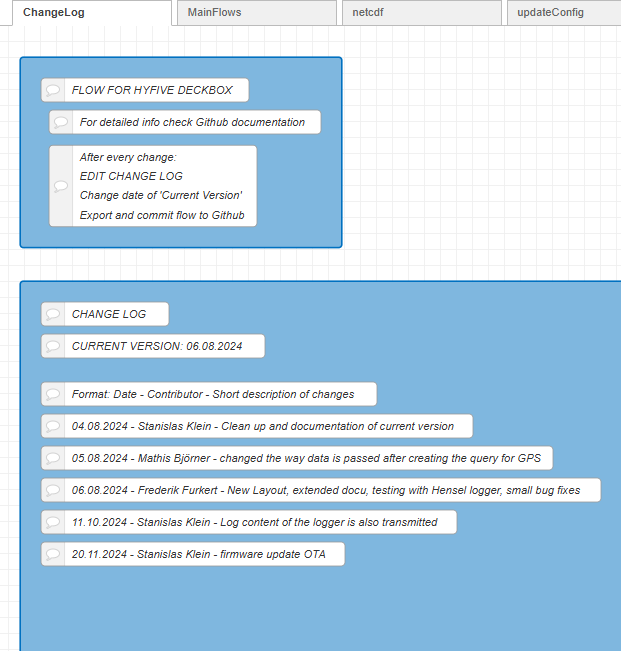 ChangeLog
MainFlows
netcdf
updateConfig
FLOW FOR HYFIVE DECKBOX
For detailed info check Github documentation
After every change:
EDIT CHANGE LOG
Change date of 'Current Version'
Export and commit flow to Github
CHANGE LOG
CURRENT VERSION: 06.08.2024
Format: Date - Contributor - Short description of changes
04.08.2024 - Stanislas Klein - Clean up and documentation of current version
05.08.2024 - Mathis Björner - changed the way data is passed after creating the query for GPS
06.08.2024 - Frederik Furkert - New Layout, extended docu, testing with Hensel logger, small bug fixes
11.10.2024 - Stanislas Klein - Log content of the logger is also transmitted
20.11.2024 - Stanislas Klein - firmware update OTA